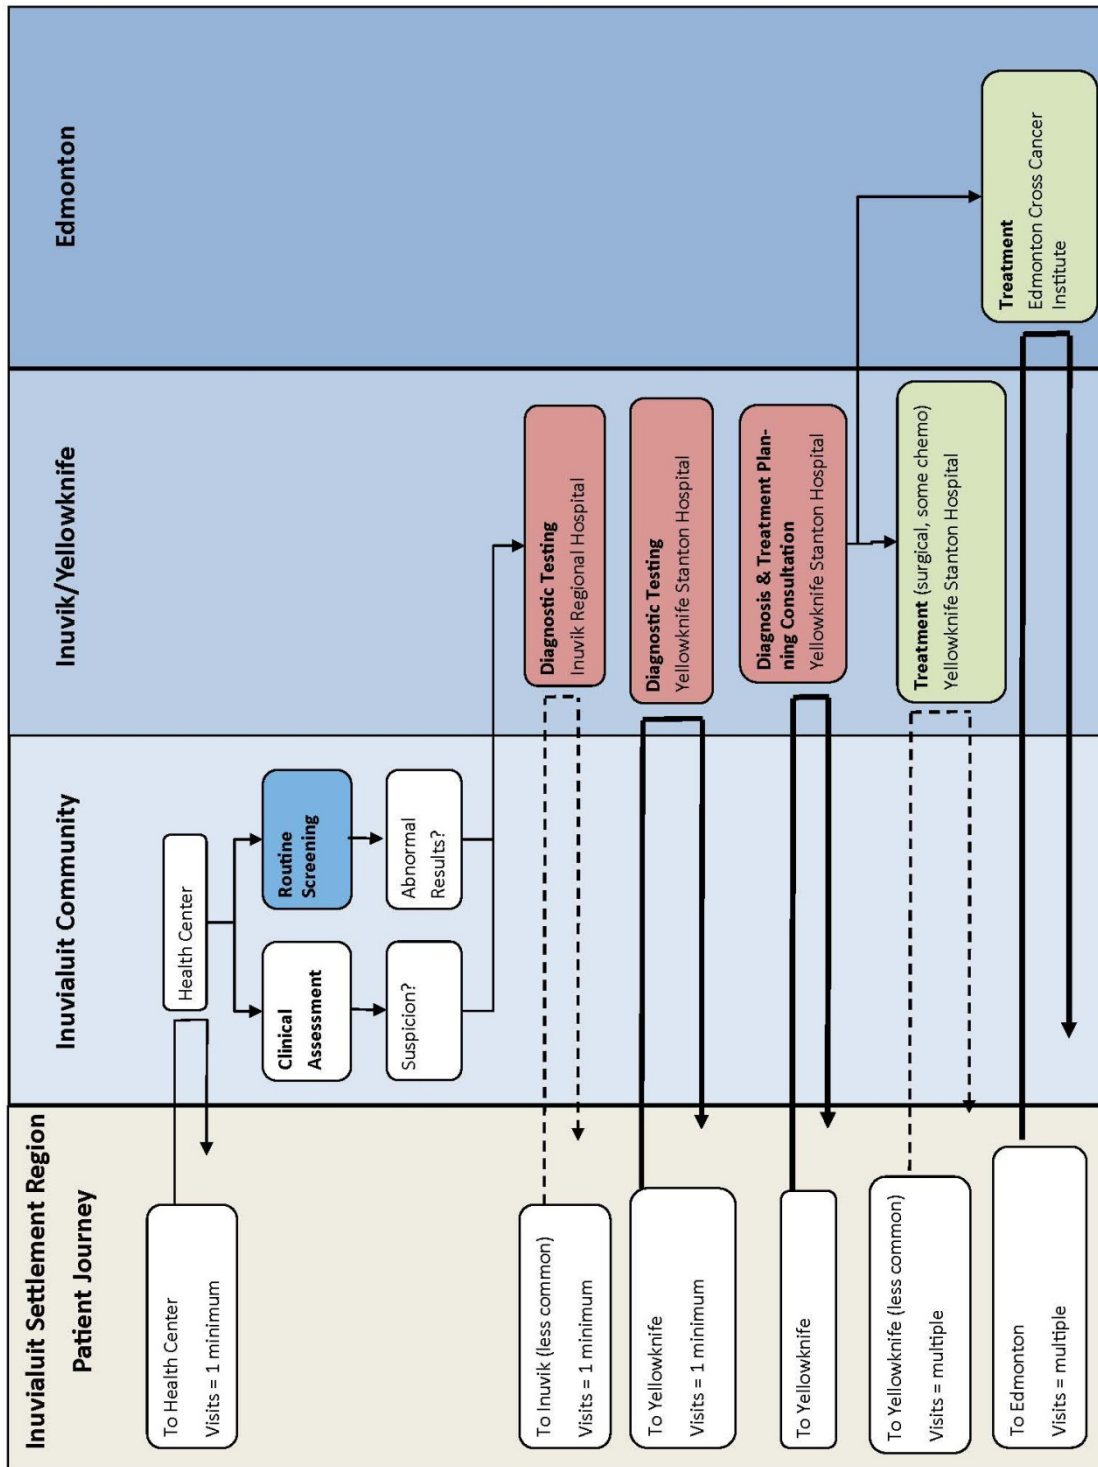 Inuvialuit Settlement Region
Patient Journey
Inuvialuit Community
Inuvik/Yellowknife
Edmonton
To Health Center
Visits = 1 minimum
Health Center
Clinical
Assessment
Routine
Screening
Suspicion?
Abnormal
Results?
To Inuvik (less common)
Visits = 1 minimum
Diagnostic Testing
Inuvik Regional Hospital
To Yellowknife
Visits = 1 minimum
Diagnostic Testing
Yellowknife Stanton Hospital
To Yellowknife
Diagnosis & Treatment Plan-
ning Consultation
Yellowknife Stanton Hospital
To Yellowknife (less common)
Visits = multiple
Treatment (surgical, some chemo)
Yellowknife Stanton Hospital
To Edmonton
Visits = multiple
Treatment
Edmonton Cross Cancer
Institute